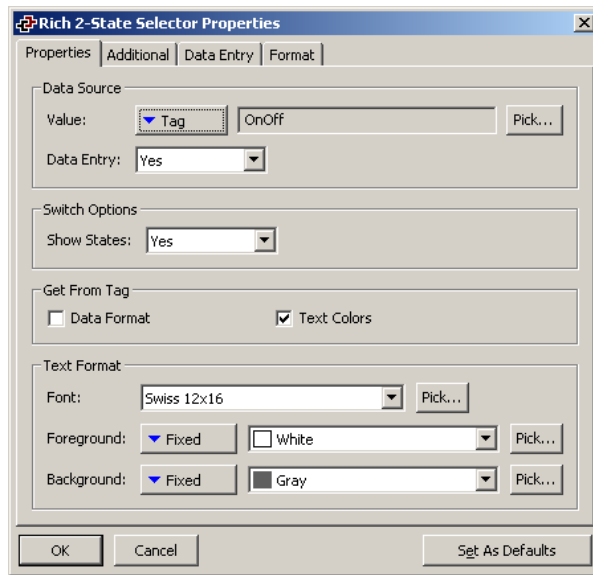 Rich 2-State Selector Properties
Properties Additional Data Entry Format
Data Source
Value: Tag OnOff Pick...
Data Entry: Yes
Switch Options
Show States: Yes
Get From Tag
Data Format Text Colors
Text Format
Font: Swiss 12x16 Pick...
Foreground: Fixed White Pick...
Background: Fixed Gray Pick...
OK Cancel Set As Defaults